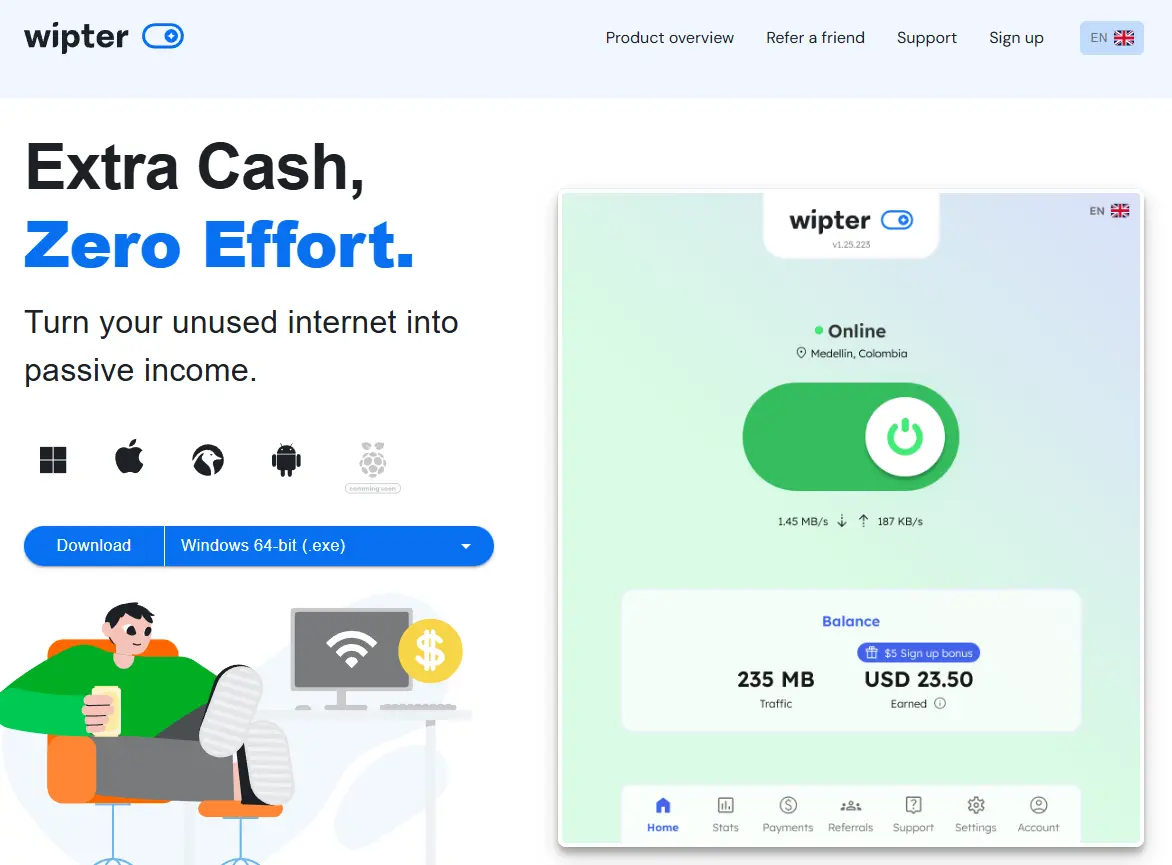 wipter
Product overview
Refer a friend
Support
Sign up
EN
Extra Cash,
Zero Effort.
Turn your unused internet into
passive income.
comming soon
Download
Windows 64-bit (.exe)
$
wipter
v1.25.223
EN
Online
Medellin, Colombia
1.45 MB/s
187 KB/s
Balance
$5 Sign up bonus
235 MB
USD 23.50
Traffic
Earned
Home
Stats
Payments
Referrals
Support
Settings
Account